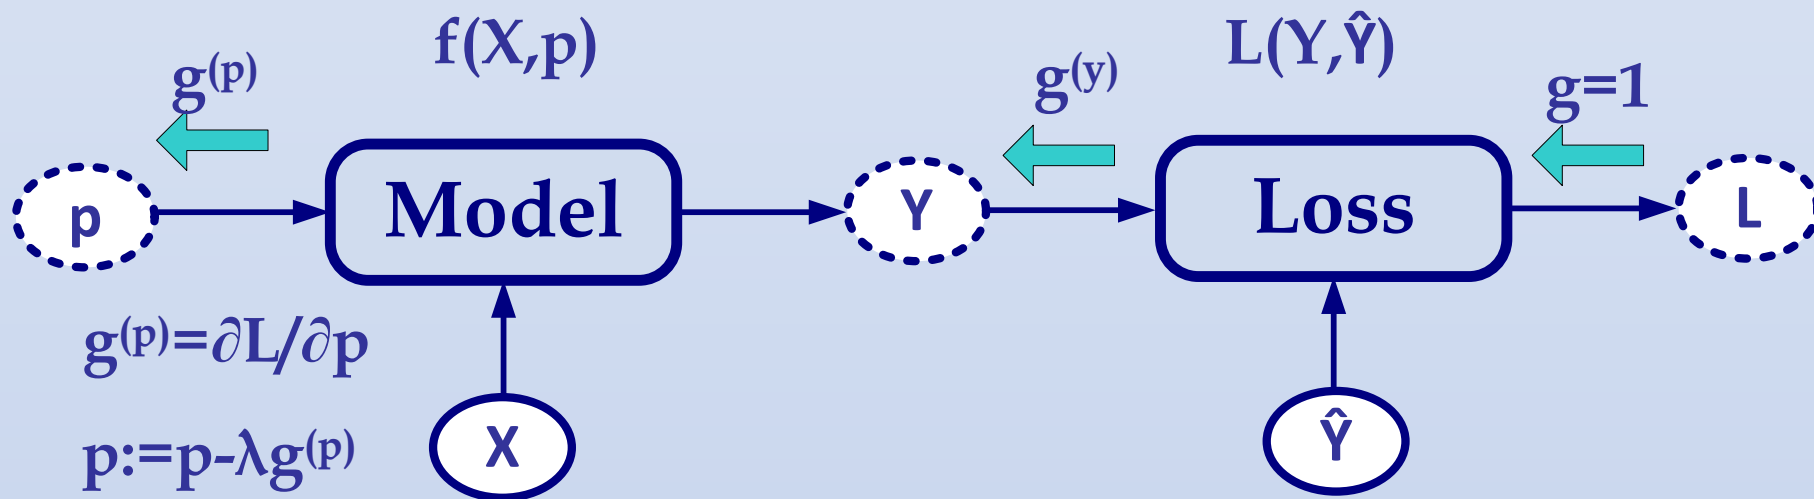 f(X,p)
L(Y,Ŷ)
g⁽ᵖ⁾
g⁽ʸ⁾
g=1
p
Model
Y
Loss
L
g⁽ᵖ⁾=∂L/∂p
X
Ŷ
p:=p-λg⁽ᵖ⁾